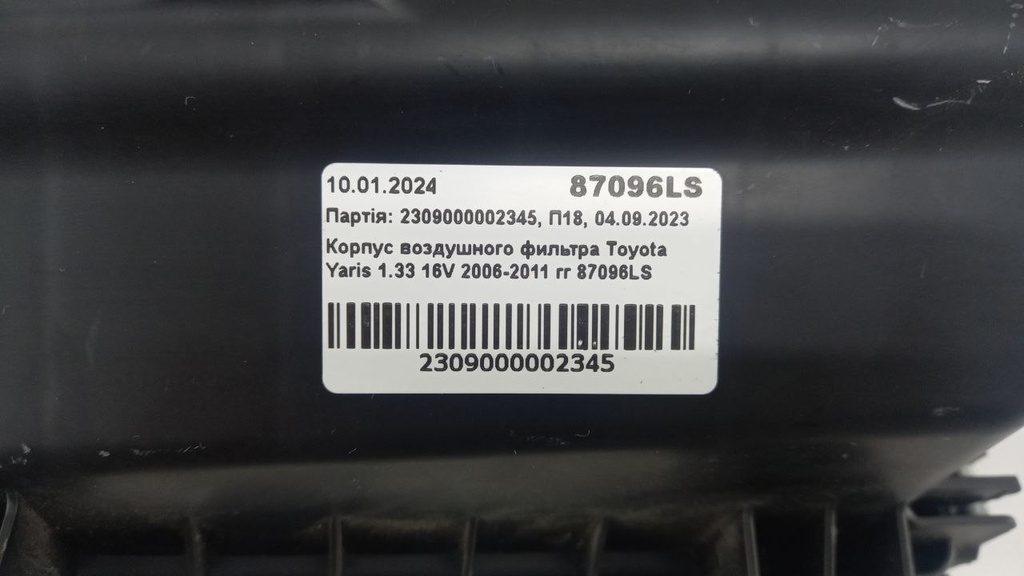 10.01.2024 87096LS
Партія: 2309000002345, П18, 04.09.2023
Корпус воздушного фильтра Toyota
Yaris 1.33 16V 2006-2011 гг 87096LS
2309000002345